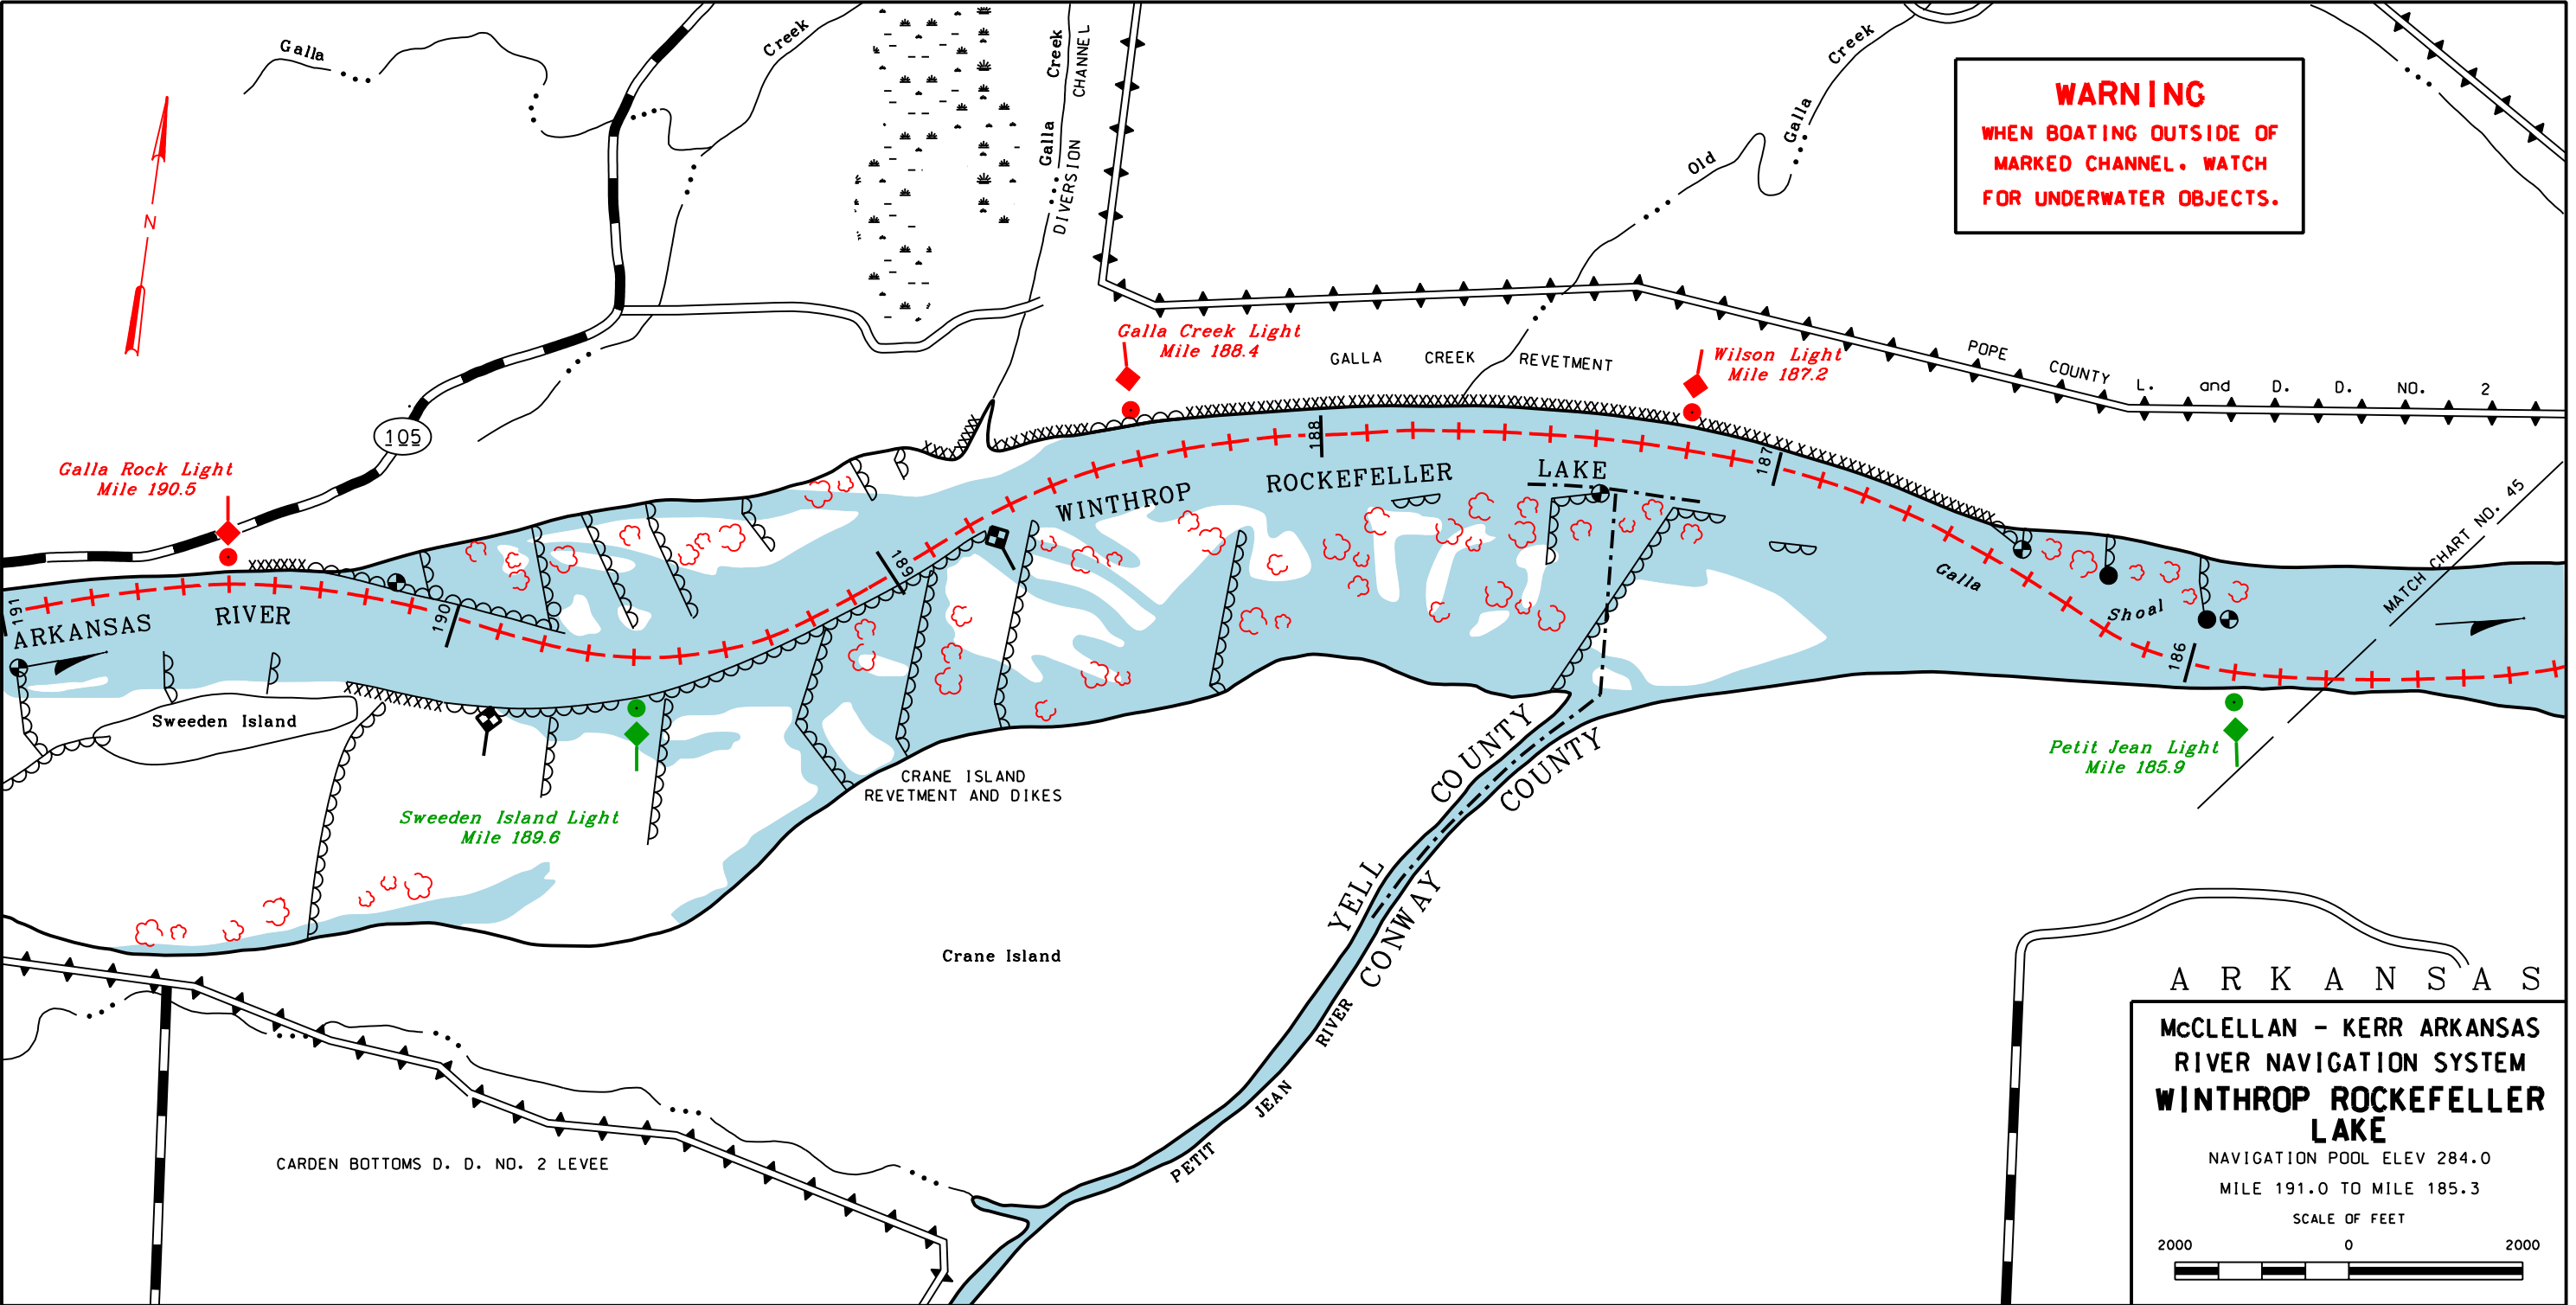 Galla
Creek
Galla Creek
DIVERSION CHANNEL
Old
Galla
Creek
WARNING
WHEN BOATING OUTSIDE OF
MARKED CHANNEL. WATCH
FOR UNDERWATER OBJECTS.
N
105
Galla Rock Light
Mile 190.5
Galla Creek Light
Mile 188.4
GALLA CREEK REVETMENT
Wilson Light
Mile 187.2
POPE COUNTY L. and D. D. NO. 2
MATCH CHART NO. 45
191
190
189
188
187
186
ARKANSAS RIVER
WINTHROP ROCKEFELLER LAKE
Galla Shoal
Sweeden Island
Sweeden Island Light
Mile 189.6
CRANE ISLAND
REVETMENT AND DIKES
Petit Jean Light
Mile 185.9
YELL COUNTY
CONWAY COUNTY
Crane Island
PETIT JEAN RIVER
CARDEN BOTTOMS D. D. NO. 2 LEVEE
ARKANSAS
McCLELLAN - KERR ARKANSAS
RIVER NAVIGATION SYSTEM
WINTHROP ROCKEFELLER
LAKE
NAVIGATION POOL ELEV 284.0
MILE 191.0 TO MILE 185.3
SCALE OF FEET
2000 0 2000